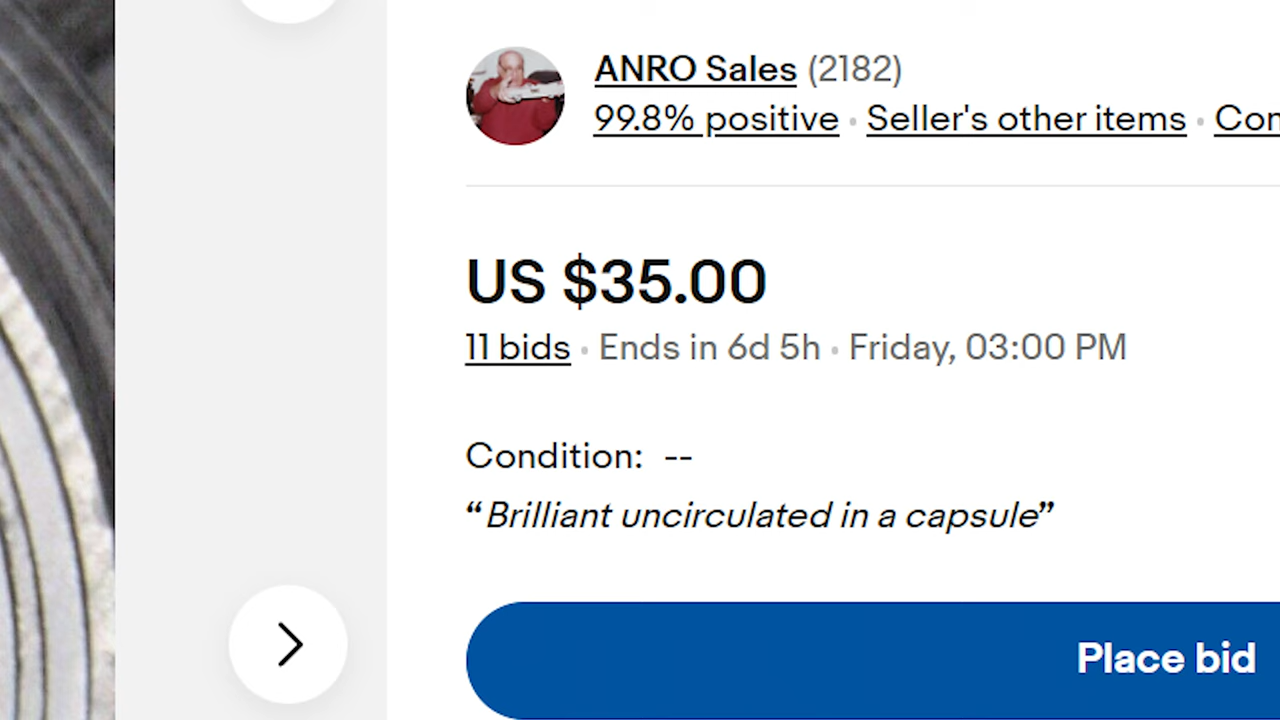 ANRO Sales (2182)
99.8% positive · Seller's other items ·
US $35.00
11 bids · Ends in 6d 5h · Friday, 03:00 PM
Condition: --
“Brilliant uncirculated in a capsule”
Place bid